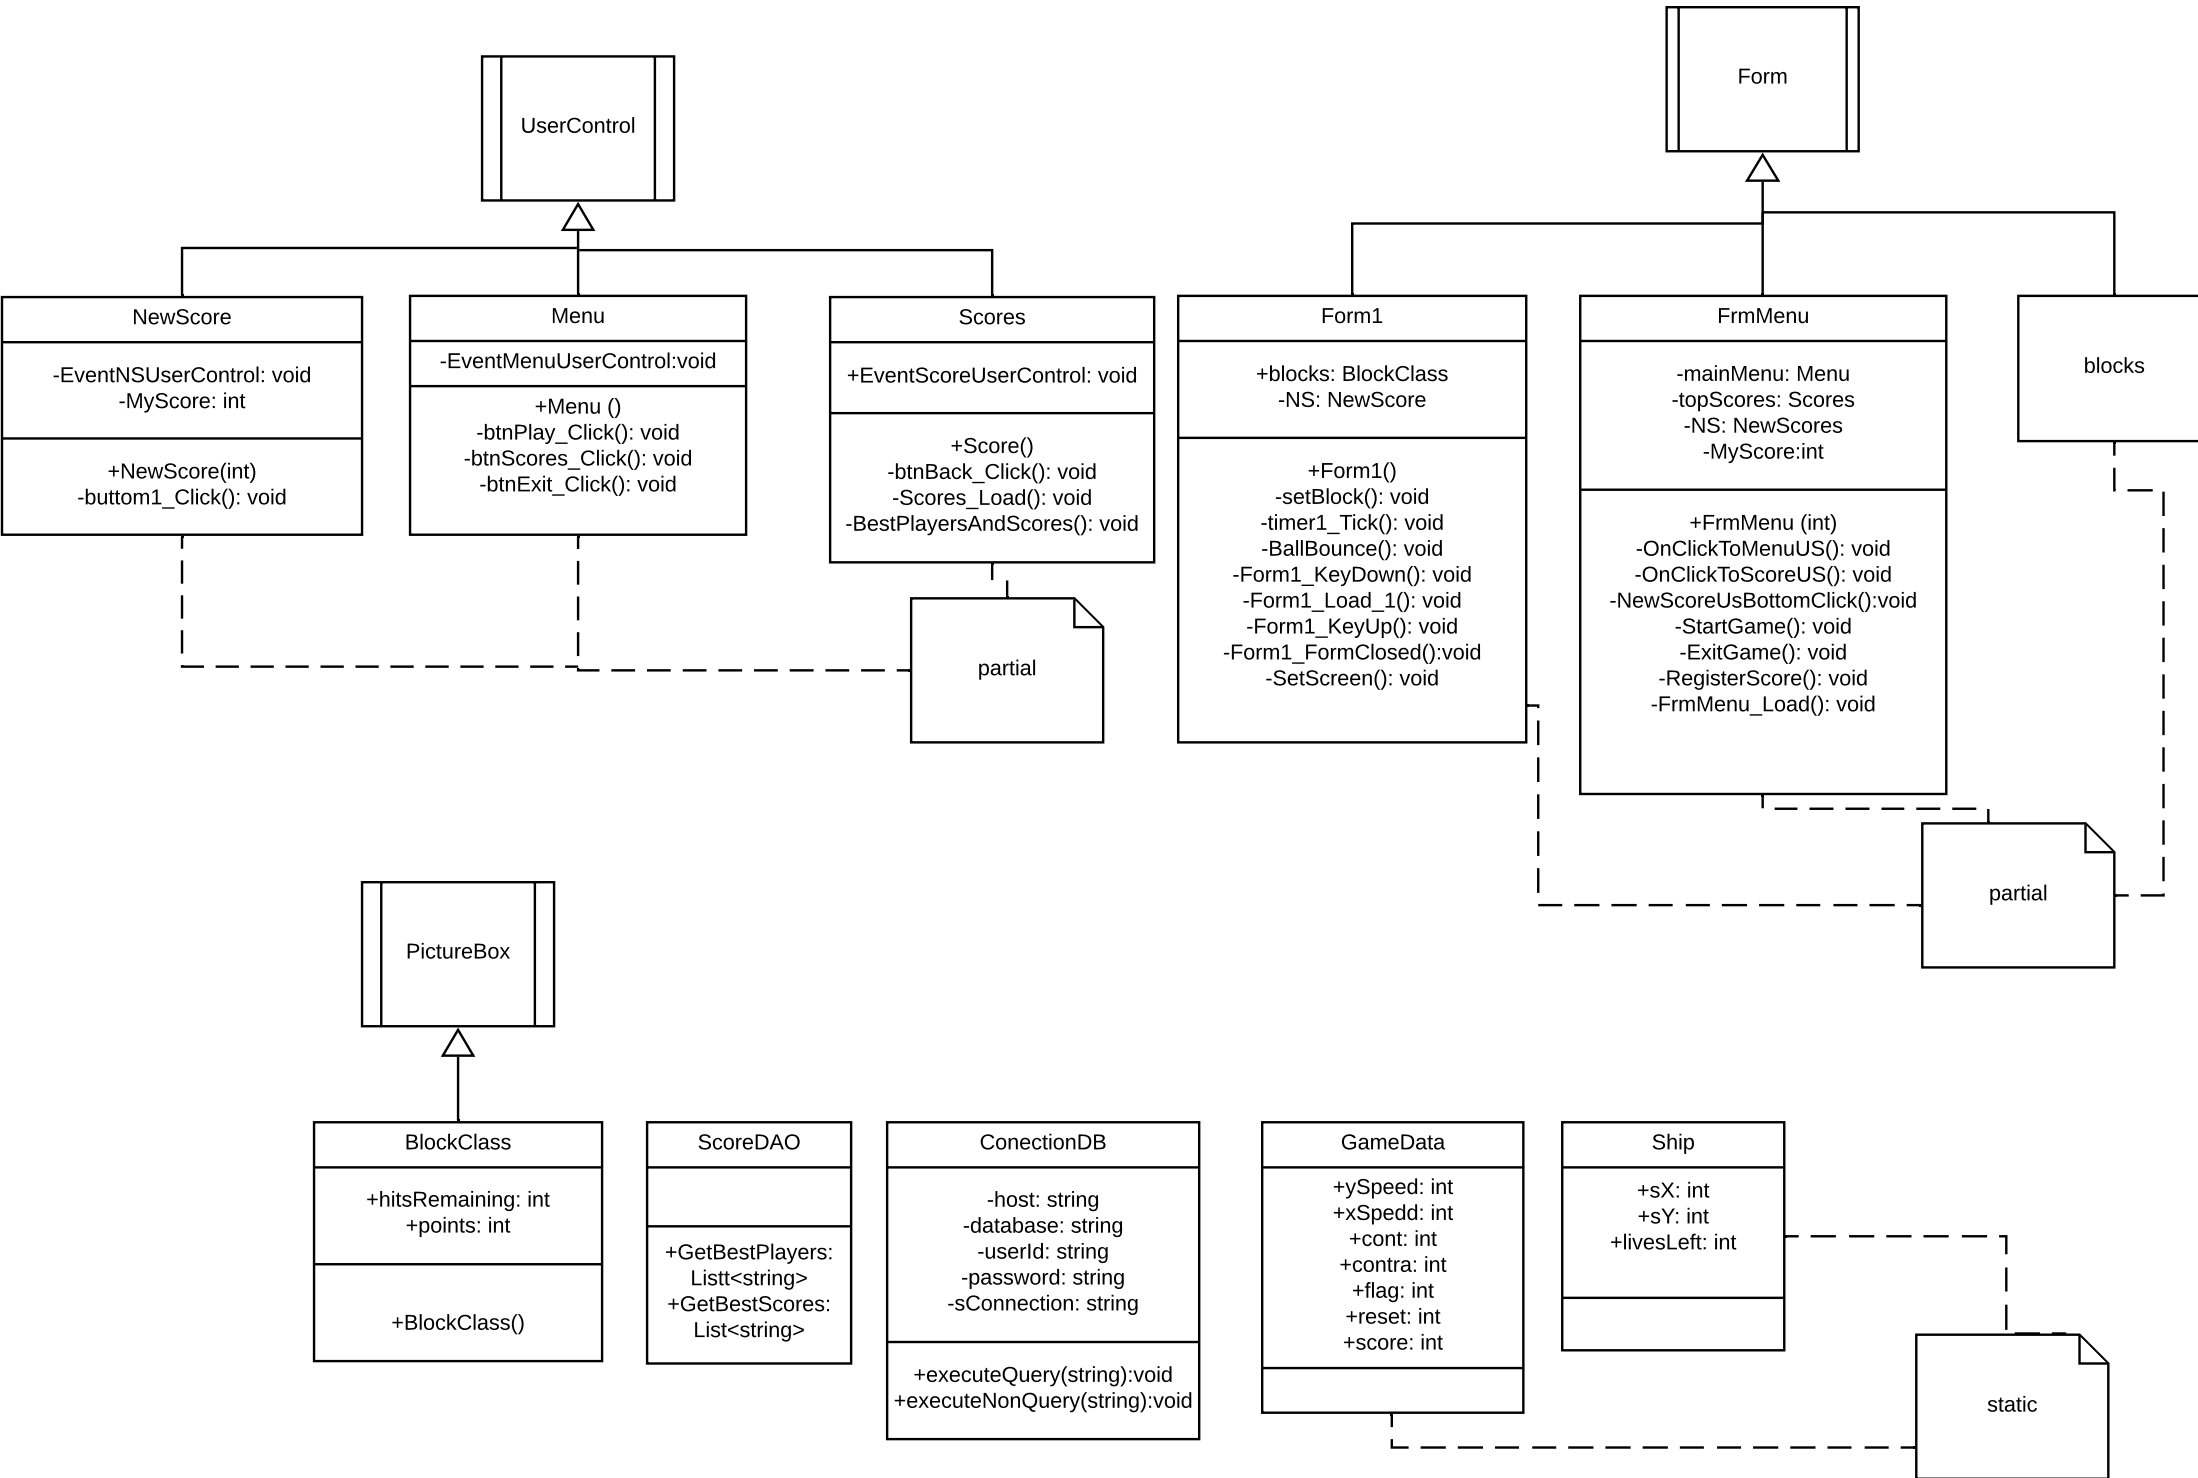 Form
UserControl
NewScore
-EventNSUserControl: void
-MyScore: int
+NewScore(int)
-buttom1_Click(): void
Menu
-EventMenuUserControl:void
+Menu ()
-btnPlay_Click(): void
-btnScores_Click(): void
-btnExit_Click(): void
Scores
+EventScoreUserControl: void
+Score()
-btnBack_Click(): void
-Scores_Load(): void
-BestPlayersAndScores(): void
partial
Form1
+blocks: BlockClass
-NS: NewScore
+Form1()
-setBlock(): void
-timer1_Tick(): void
-BallBounce(): void
-Form1_KeyDown(): void
-Form1_Load_1(): void
-Form1_KeyUp(): void
-Form1_FormClosed():void
-SetScreen(): void
FrmMenu
-mainMenu: Menu
-topScores: Scores
-NS: NewScores
-MyScore:int
+FrmMenu (int)
-OnClickToMenuUS(): void
-OnClickToScoreUS(): void
-NewScoreUsBottomClick():void
-StartGame(): void
-ExitGame(): void
-RegisterScore(): void
-FrmMenu_Load(): void
blocks
partial
PictureBox
BlockClass
+hitsRemaining: int
+points: int
+BlockClass()
ScoreDAO
+GetBestPlayers:
Listt<string>
+GetBestScores:
List<string>
ConectionDB
-host: string
-database: string
-userId: string
-password: string
-sConnection: string
+executeQuery(string):void
+executeNonQuery(string):void
GameData
+ySpeed: int
+xSpedd: int
+cont: int
+contra: int
+flag: int
+reset: int
+score: int
Ship
+sX: int
+sY: int
+livesLeft: int
static